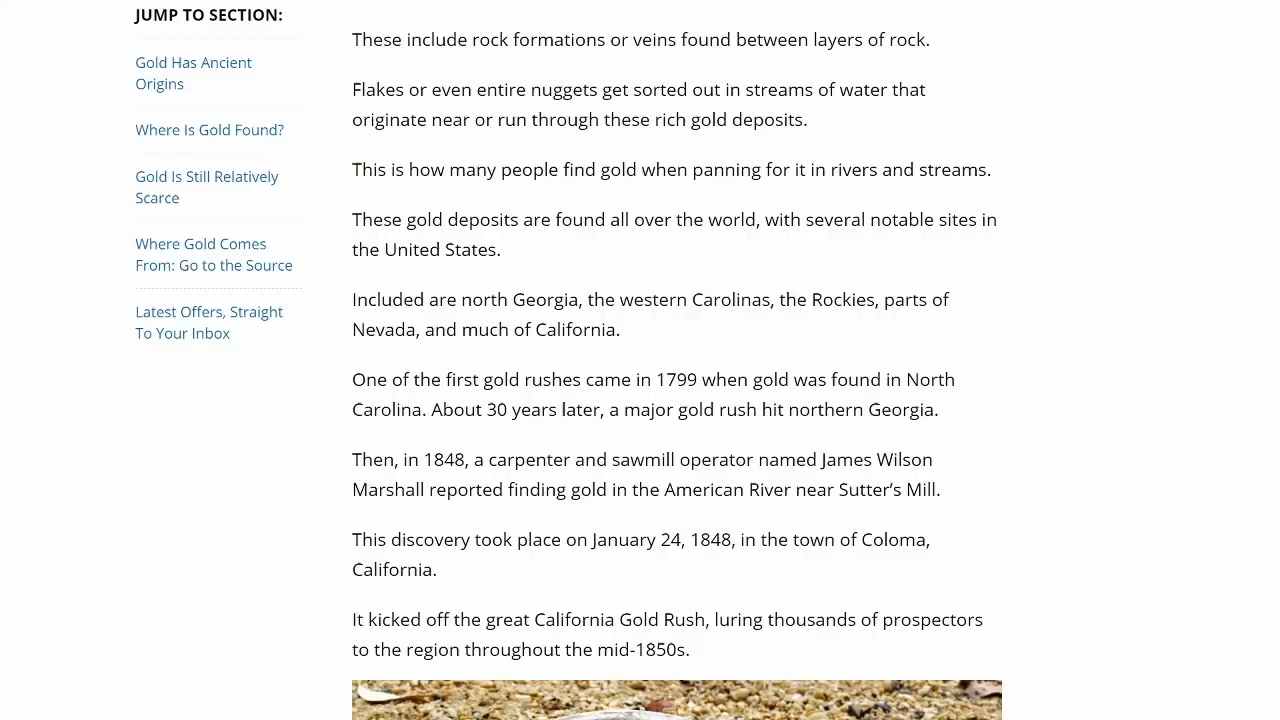 JUMP TO SECTION:
Gold Has Ancient
Origins
Where Is Gold Found?
Gold Is Still Relatively
Scarce
Where Gold Comes
From: Go to the Source
Latest Offers, Straight
To Your Inbox
These include rock formations or veins found between layers of rock.
Flakes or even entire nuggets get sorted out in streams of water that
originate near or run through these rich gold deposits.
This is how many people find gold when panning for it in rivers and streams.
These gold deposits are found all over the world, with several notable sites in
the United States.
Included are north Georgia, the western Carolinas, the Rockies, parts of
Nevada, and much of California.
One of the first gold rushes came in 1799 when gold was found in North
Carolina. About 30 years later, a major gold rush hit northern Georgia.
Then, in 1848, a carpenter and sawmill operator named James Wilson
Marshall reported finding gold in the American River near Sutter’s Mill.
This discovery took place on January 24, 1848, in the town of Coloma,
California.
It kicked off the great California Gold Rush, luring thousands of prospectors
to the region throughout the mid-1850s.